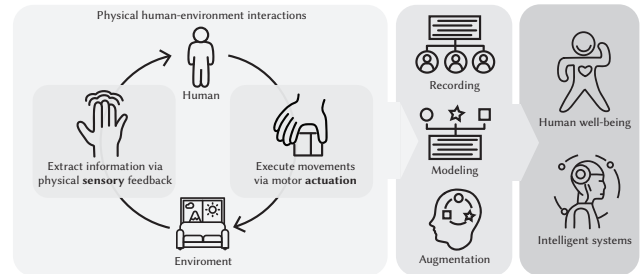 Physical human-environment interactions
Human
Extract information via
physical sensory feedback
Execute movements
via motor actuation
Enviroment
Recording
Modeling
Augmentation
Human well-being
Intelligent systems